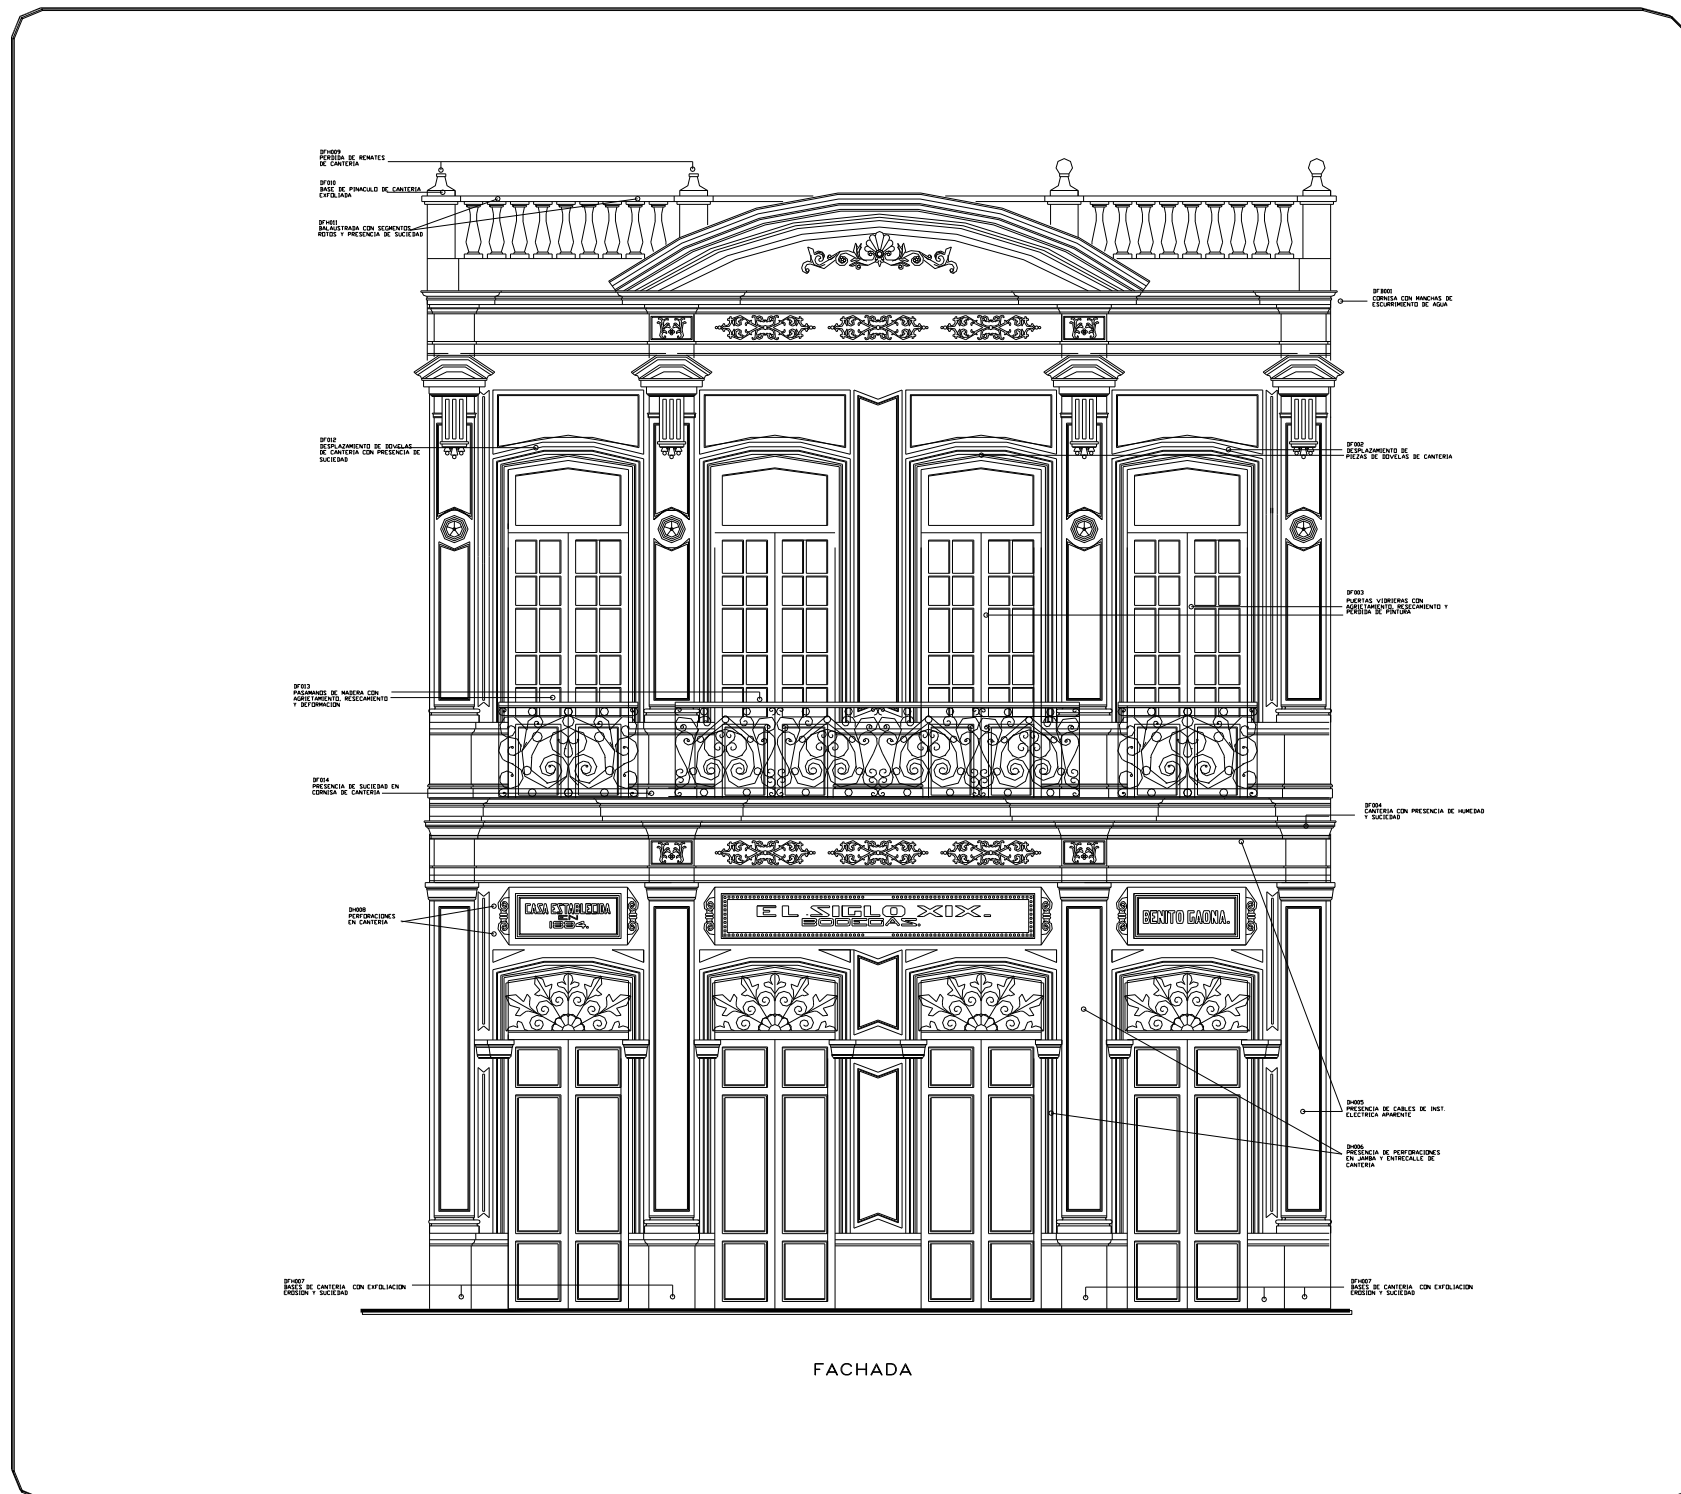 DFH009
PERDIDA DE REMATES
DE CANTERIA
DF010
BASE DE PINACULO DE CANTERIA
EXFOLIADA
DFH011
BALAUSTRADA CON SEGMENTOS
ROTOS Y PRESENCIA DE SUCIEDAD
DFB001
CORNISA CON MANCHAS DE
ESCURRIMIENTO DE AGUA
DF012
DESPLAZAMIENTO DE DOVELAS
DE CANTERIA CON PRESENCIA DE
SUCIEDAD
DF002
DESPLAZAMIENTO DE
PIEZAS DE DOVELAS DE CANTERIA
DF003
PUERTAS VIDRIERAS CON
AGRIETAMIENTO, RESECAMIENTO Y
PERDIDA DE PINTURA
DF013
PASAMANOS DE MADERA CON
AGRIETAMIENTO, RESECAMIENTO
Y DEFORMACION
DF014
PRESENCIA DE SUCIEDAD EN
CORNISA DE CANTERIA
DF004
CANTERIA CON PRESENCIA DE HUMEDAD
Y SUCIEDAD
DH008
PERFORACIONES
EN CANTERIA
CASA ESTABLECIDA
EN
1884.
EL SIGLO XIX.
BODEGAS.
BENITO GAONA.
DH005
PRESENCIA DE CABLES DE INST.
ELECTRICA APARENTE
DH006
PRESENCIA DE PERFORACIONES
EN JAMBA Y ENTRECALLE DE
CANTERIA
DFH007
BASES DE CANTERIA CON EXFOLIACION
EROSION Y SUCIEDAD
DFH007
BASES DE CANTERIA CON EXFOLIACION
EROSION Y SUCIEDAD
FACHADA